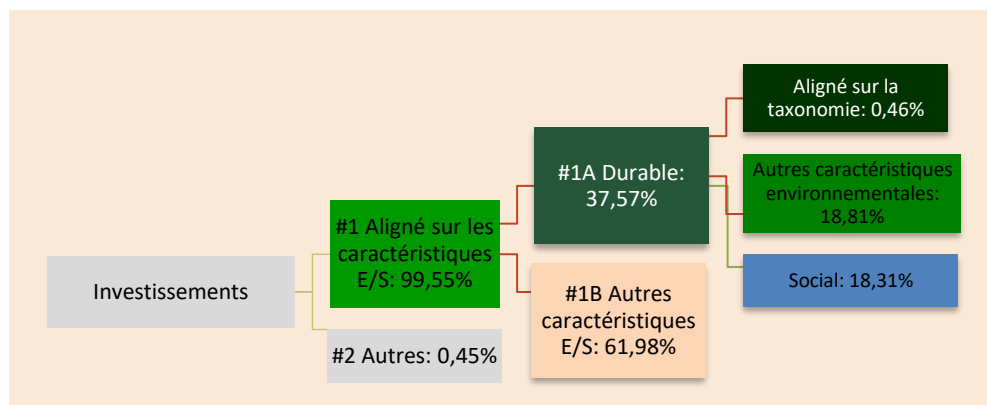 Investissements
#1 Aligné sur les
caractéristiques
E/S: 99,55%
#2 Autres: 0,45%
#1A Durable:
37,57%
#1B Autres
caractéristiques
E/S: 61,98%
Aligné sur la
taxonomie: 0,46%
Autres caractéristiques
environnementales:
18,81%
Social: 18,31%